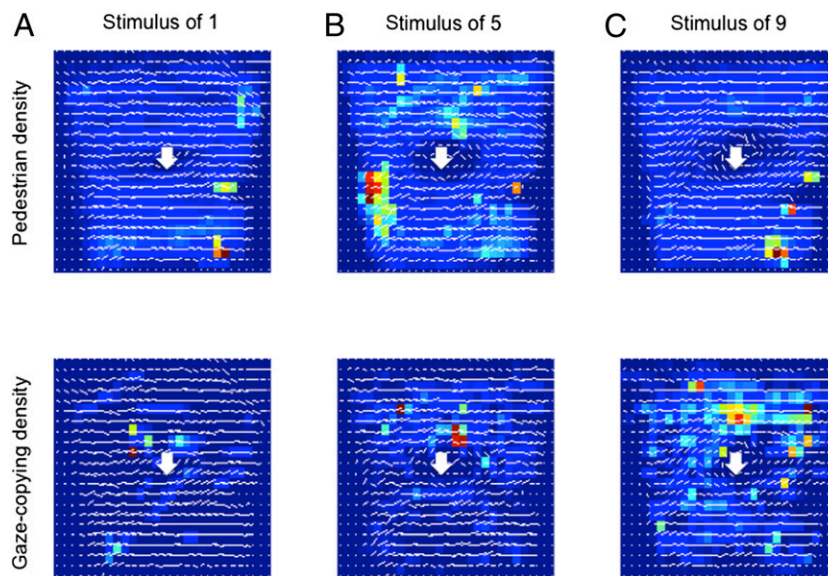 A Stimulus of 1 B Stimulus of 5 C Stimulus of 9
Pedestrian density
Gaze-copying density